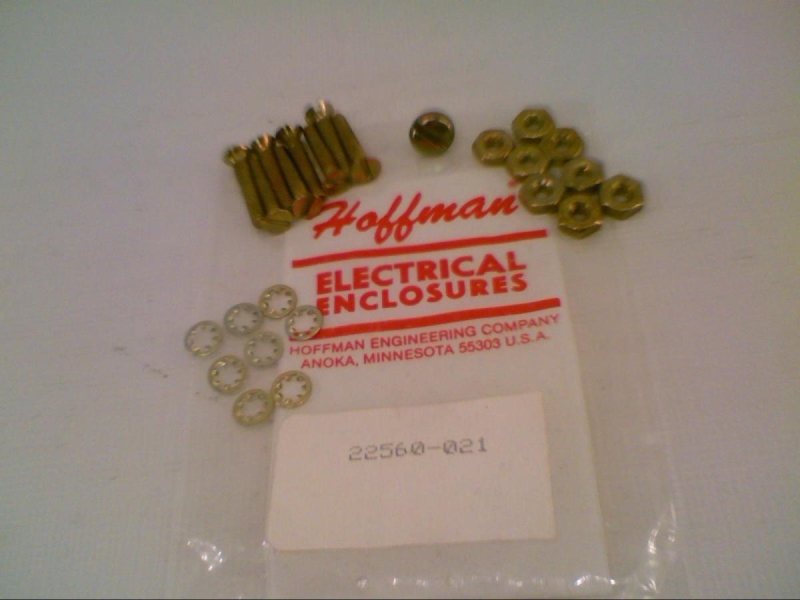 Hoffman®
ELECTRICAL
ENCLOSURES
HOFFMAN ENGINEERING COMPANY
ANOKA, MINNESOTA 55303 U.S.A.
22560-021